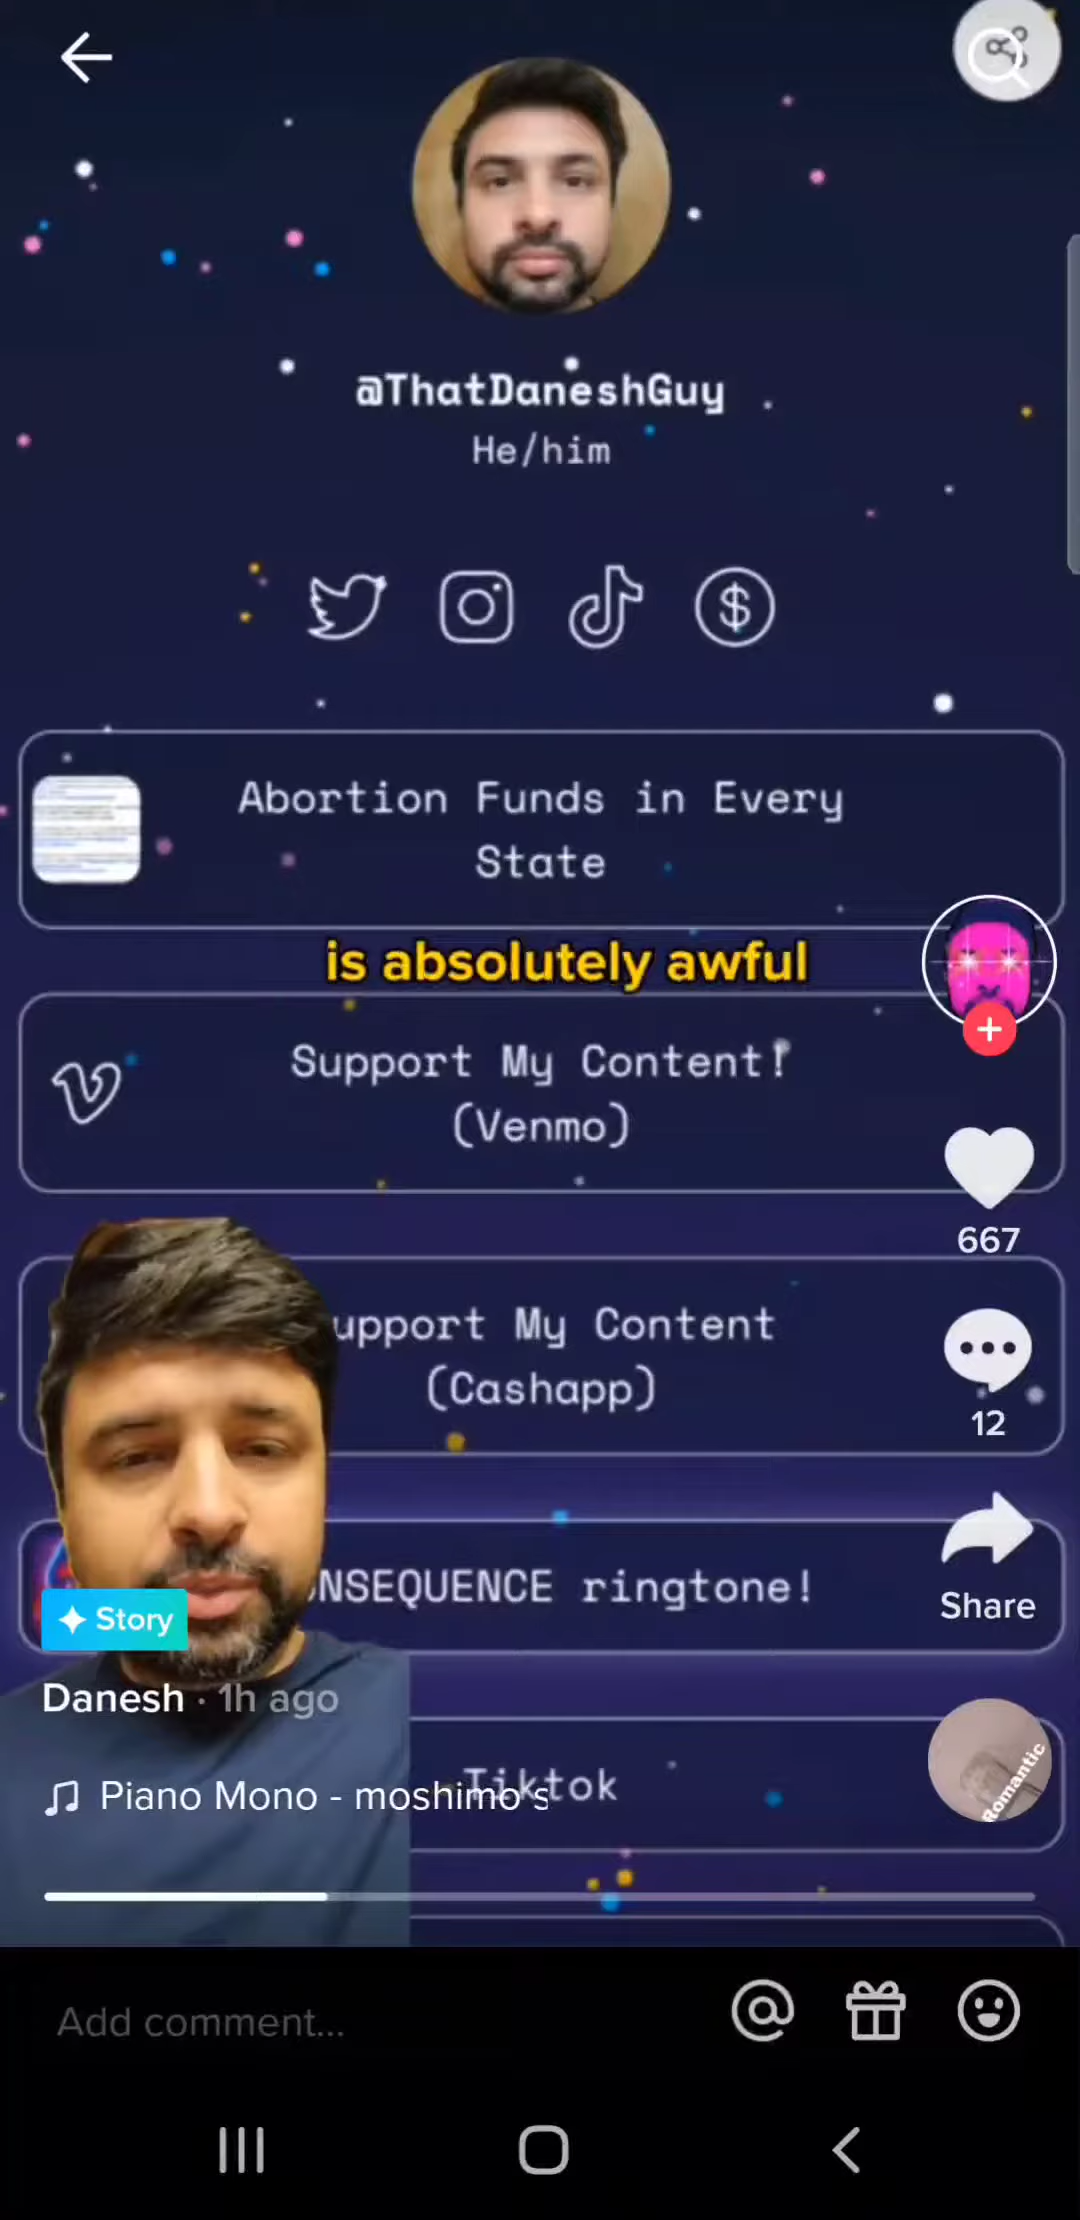 @ThatDaneshGuy
He/him
Abortion Funds in Every
State
is absolutely awful
Support My Content!
(Venmo)
667
upport My Content
(Cashapp)
12
NSEQUENCE ringtone!
Share
Story
Danesh · 1h ago
Tiktok
♫ Piano Mono - moshimo s
Romantic
Add comment...